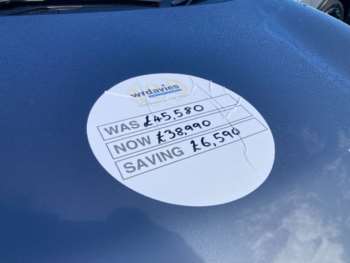 wrdavies
WAS £45,580
NOW £38,990
SAVING £6,590